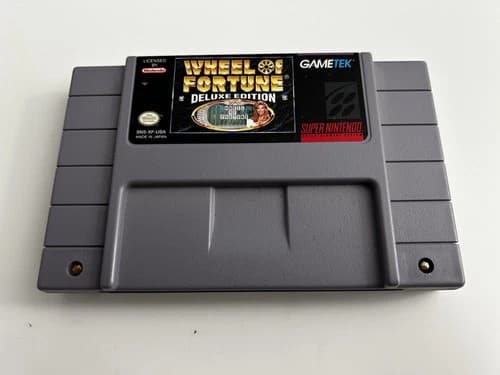 LICENSED
BY
Nintendo
WHEEL OF
FORTUNE
DELUXE EDITION
GAMETEK
SUPER NINTENDO
SNS-XF-USA
MADE IN JAPAN